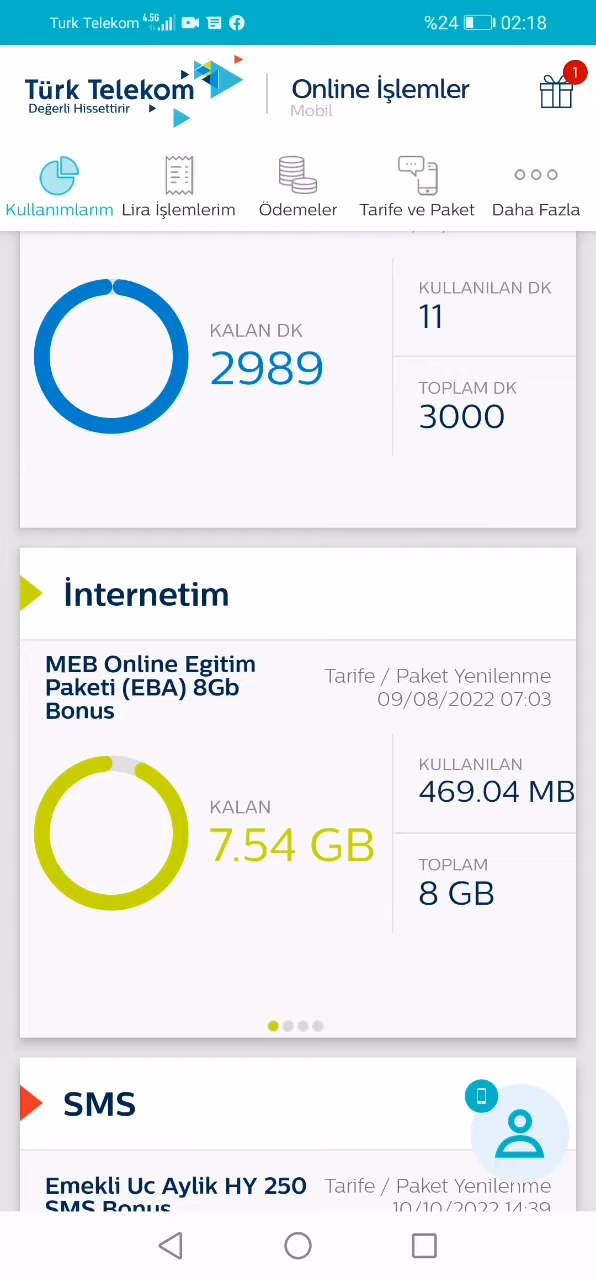 Turk Telekom 4.5G %24 02:18
Türk Telekom
Değerli Hissettirir
Online İşlemler
Mobil
1
Kullanımlarım Lira İşlemlerim Ödemeler Tarife ve Paket Daha Fazla
KALAN DK
2989
KULLANILAN DK
11
TOPLAM DK
3000
İnternetim
MEB Online Egitim
Paketi (EBA) 8Gb
Bonus
Tarife / Paket Yenilenme
09/08/2022 07:03
KALAN
7.54 GB
KULLANILAN
469.04 MB
TOPLAM
8 GB
SMS
Emekli Uc Aylik HY 250
SMS Bonus
Tarife / Paket Yenilenme
10/10/2022 14:39